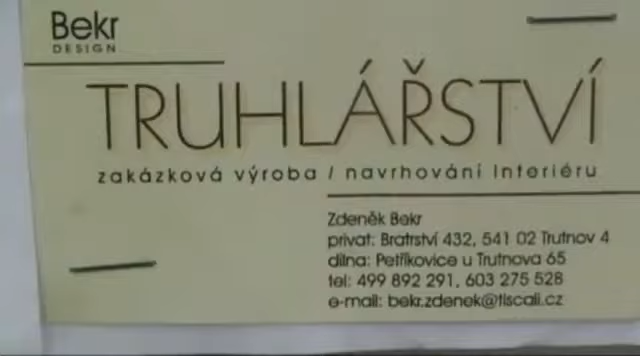 Bekr
DESIGN
TRUHLÁŘSTVÍ
zakázková výroba / navrhování interiéru
Zdeněk Bekr
privat: Bratrství 432, 541 02 Trutnov 4
dílna: Petříkovice u Trutnova 65
tel: 499 892 291, 603 275 528
e-mail: bekr.zdenek@tiscali.cz